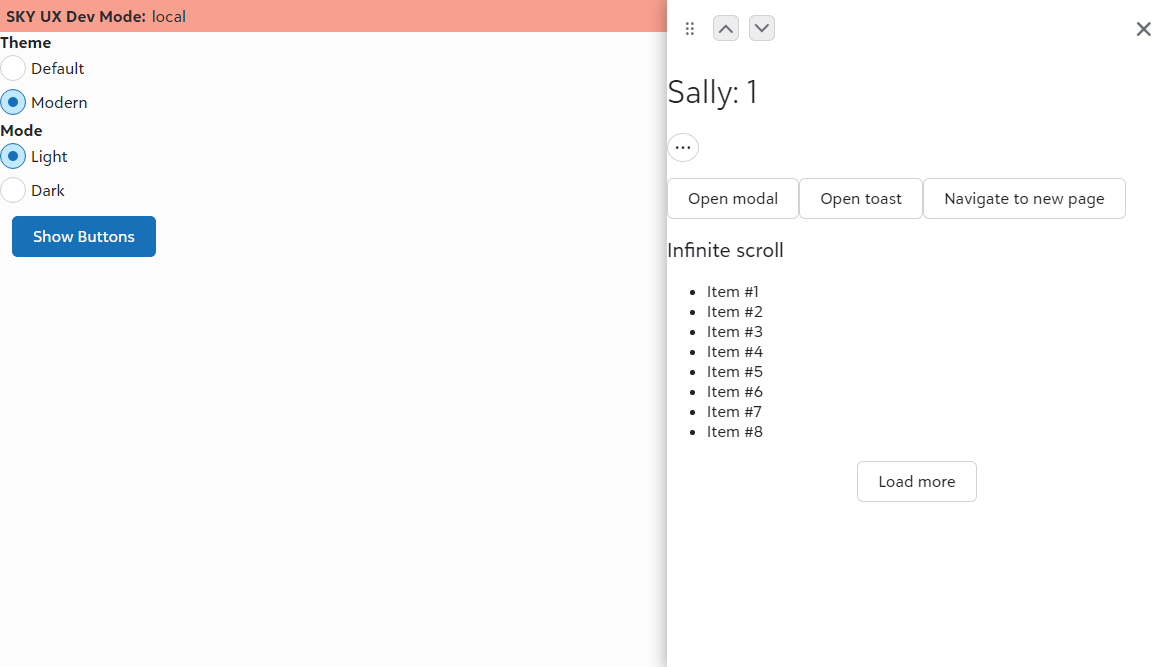 SKY UX Dev Mode: local
Theme
Default
Modern
Mode
Light
Dark
Show Buttons
Sally: 1
Open modal
Open toast
Navigate to new page
Infinite scroll
Item #1
Item #2
Item #3
Item #4
Item #5
Item #6
Item #7
Item #8
Load more